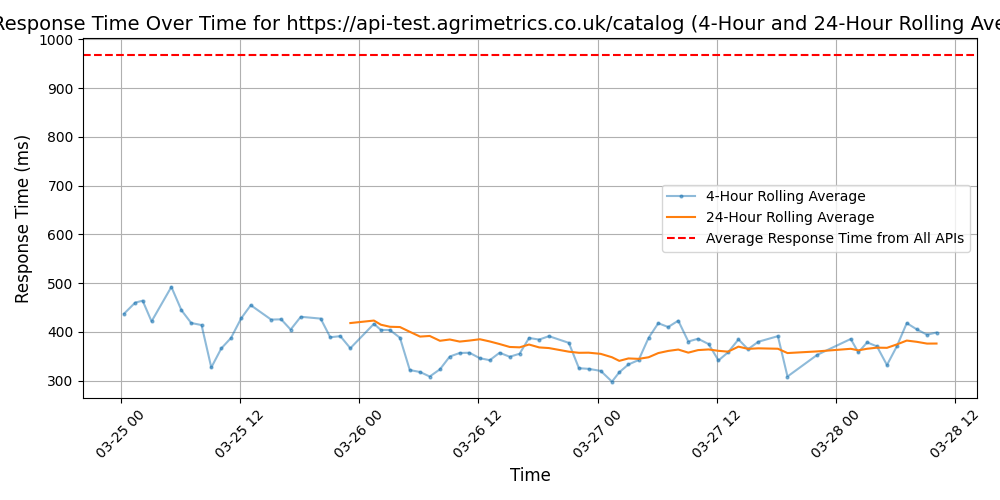 Response Time Over Time for https://api-test.agrimetrics.co.uk/catalog (4-Hour and 24-Hour Rolling Ave
Response Time (ms)
1000
900
800
700
600
500
400
300
4-Hour Rolling Average
24-Hour Rolling Average
Average Response Time from All APIs
03-25 00
03-25 12
03-26 00
03-26 12
03-27 00
03-27 12
03-28 00
03-28 12
Time